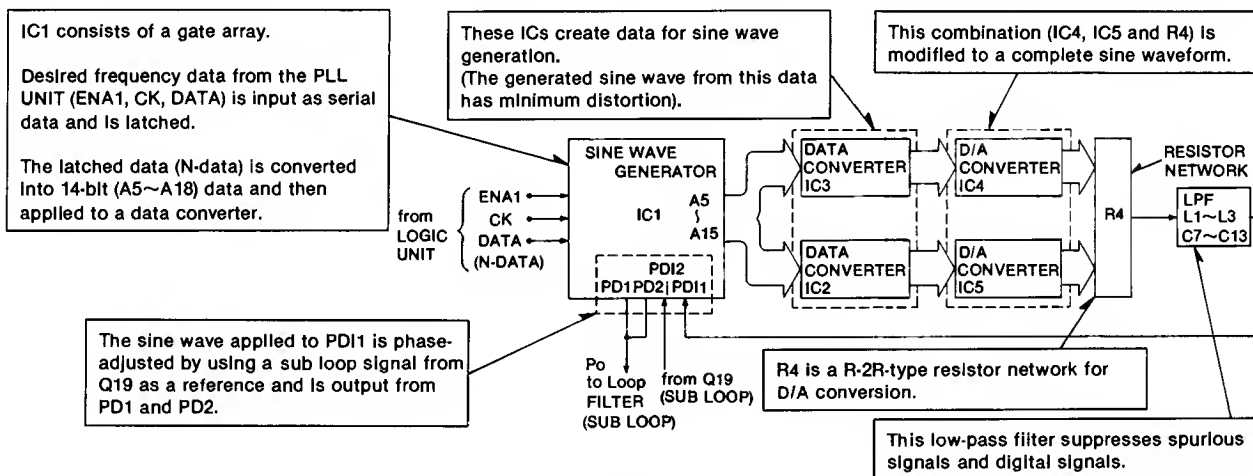 IC1 consists of a gate array.
Desired frequency data from the PLL
UNIT (ENA1, CK, DATA) is input as serial
data and is latched.
The latched data (N-data) is converted
into 14-bit (A5~A18) data and then
applied to a data converter.
These ICs create data for sine wave
generation.
(The generated sine wave from this data
has minimum distortion).
This combination (IC4, IC5 and R4) is
modified to a complete sine waveform.
from
LOGIC
UNIT
ENA1
CK
DATA
(N-DATA)
SINE WAVE
GENERATOR
IC1
A5
~
A15
PDI2
PD1 PD2 PDI1
DATA
CONVERTER
IC3
D/A
CONVERTER
IC4
DATA
CONVERTER
IC2
D/A
CONVERTER
IC5
R4
RESISTOR
NETWORK
LPF
L1~L3
C7~C13
The sine wave applied to PDI1 is phase-
adjusted by using a sub loop signal from
Q19 as a reference and is output from
PD1 and PD2.
Po
to Loop
FILTER
(SUB LOOP)
from Q19
(SUB LOOP)
R4 is a R-2R-type resistor network for
D/A conversion.
This low-pass filter suppresses spurious
signals and digital signals.